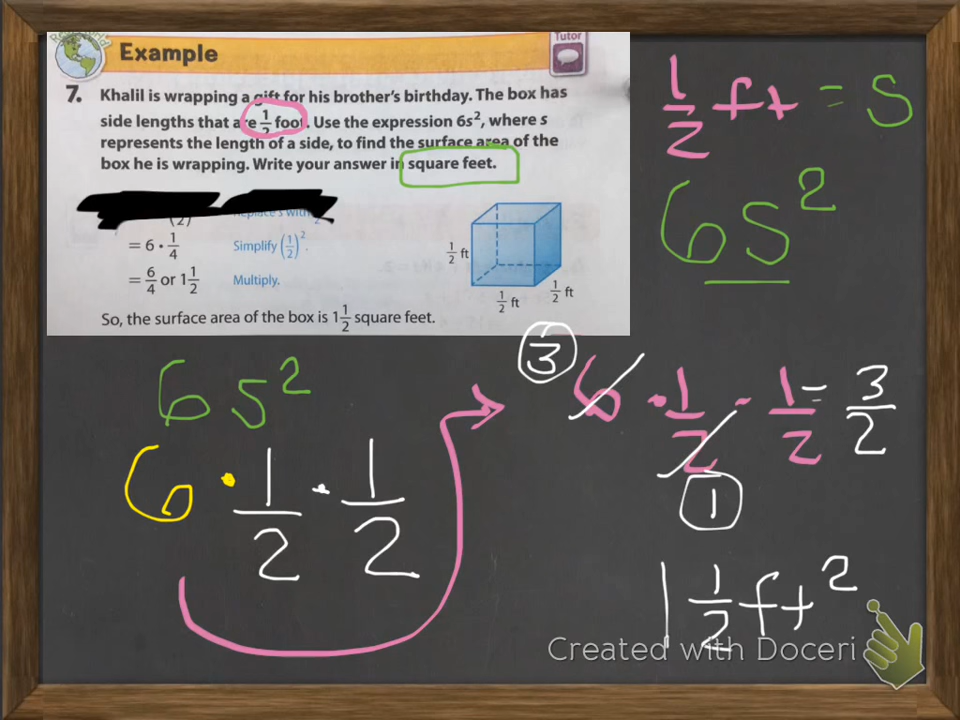 Tutor
Example
7. Khalil is wrapping a gift for his brother's birthday. The box has
side lengths that are 1/2 foot. Use the expression 6s², where s
represents the length of a side, to find the surface area of the
box he is wrapping. Write your answer in square feet.
= 6 · 1/4 Simplify (1/2)².
= 6/4 or 1 1/2 Multiply.
So, the surface area of the box is 1 1/2 square feet.
1/2 ft
1/2 ft
1/2 ft
1/2 ft = s
6s²
6s²
6 · 1/2 · 1/2
3
6 · 1/2 · 1/2 = 3/2
1
1 1/2 ft²
Created with Doceri